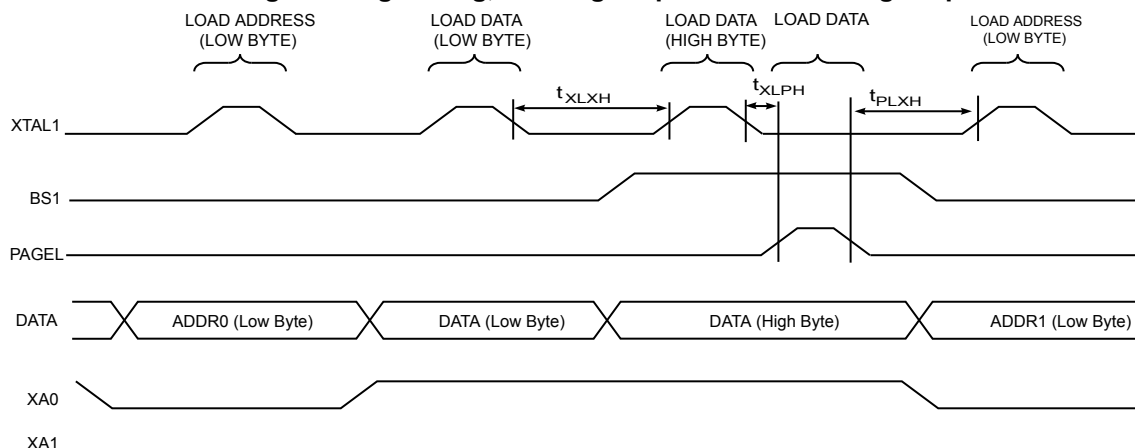 LOAD ADDRESS
(LOW BYTE)
LOAD DATA
(LOW BYTE)
LOAD DATA
(HIGH BYTE)
LOAD DATA
LOAD ADDRESS
(LOW BYTE)
tXLXH
tXLPH
tPLXH
XTAL1
BS1
PAGEL
DATA
ADDR0 (Low Byte)
DATA (Low Byte)
DATA (High Byte)
ADDR1 (Low Byte)
XA0
XA1